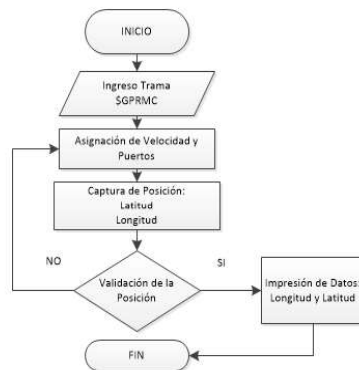 INICIO
Ingreso Trama
$GPRMC
Asignación de Velocidad y
Puertos
Captura de Posición:
Latitud
Longitud
NO
SI
Validación de la
Posición
Impresión de Datos:
Longitud y Latitud
FIN